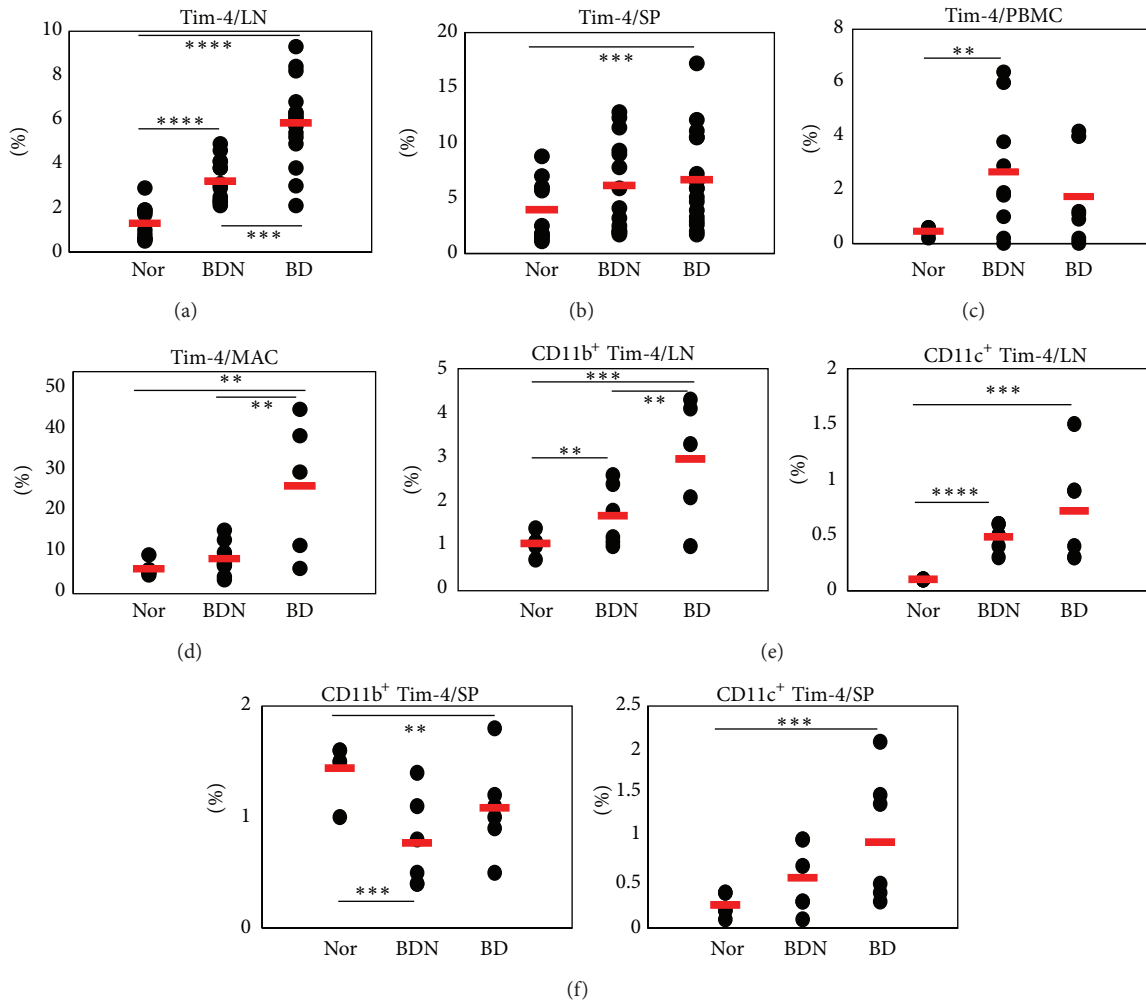 Tim-4/LN
10
8
6
4
2
0
(%)
****
****
***
Nor BDN BD
(a)
Tim-4/SP
20
15
10
5
0
(%)
***
Nor BDN BD
(b)
Tim-4/PBMC
8
6
4
2
0
(%)
**
Nor BDN BD
(c)
Tim-4/MAC
50
40
30
20
10
0
(%)
**
**
Nor BDN BD
(d)
CD11b⁺ Tim-4/LN
5
4
3
2
1
0
(%)
***
**
**
Nor BDN BD
CD11c⁺ Tim-4/LN
2
1.5
1
0.5
0
(%)
***
****
Nor BDN BD
(e)
CD11b⁺ Tim-4/SP
2
1
0
(%)
**
***
Nor BDN BD
CD11c⁺ Tim-4/SP
2.5
2
1.5
1
0.5
0
(%)
***
Nor BDN BD
(f)